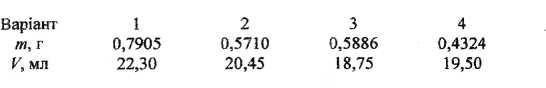 Варіант 1 2 3 4
m, г 0,7905 0,5710 0,5886 0,4324
V, мл 22,30 20,45 18,75 19,50